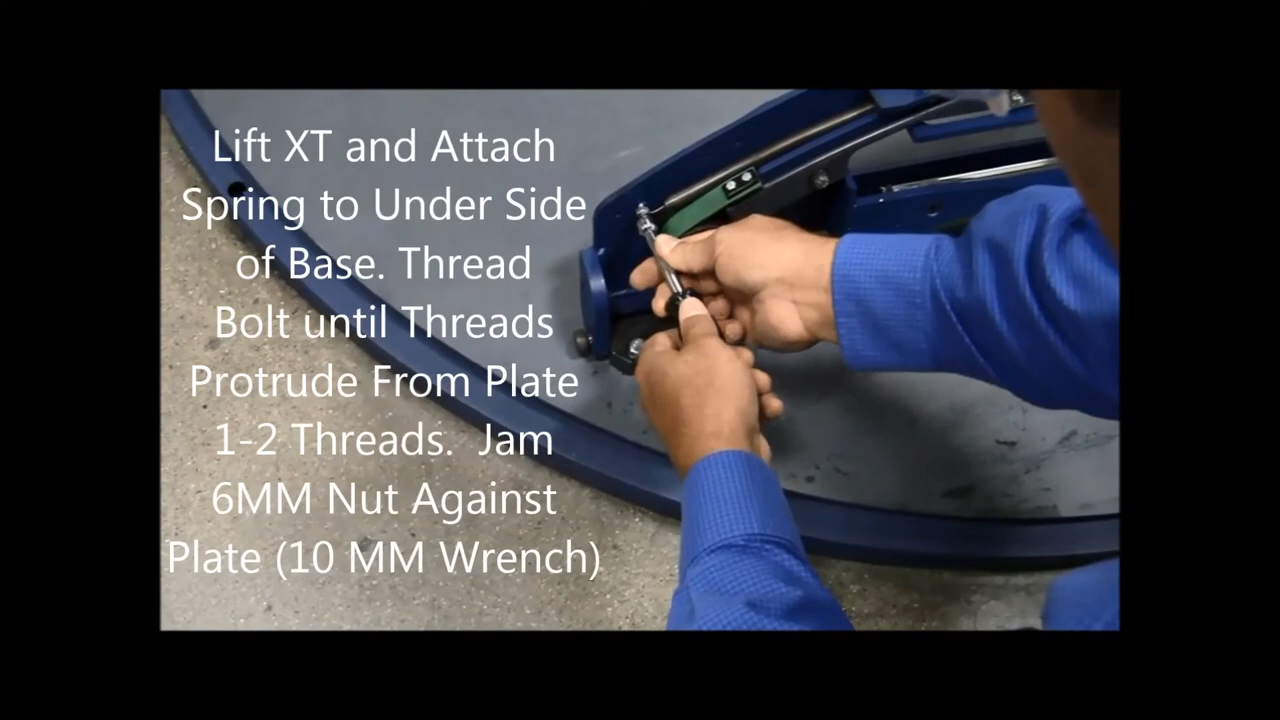 Lift XT and Attach
Spring to Under Side
of Base. Thread
Bolt until Threads
Protrude From Plate
1-2 Threads.  Jam
6MM Nut Against
Plate (10 MM Wrench)